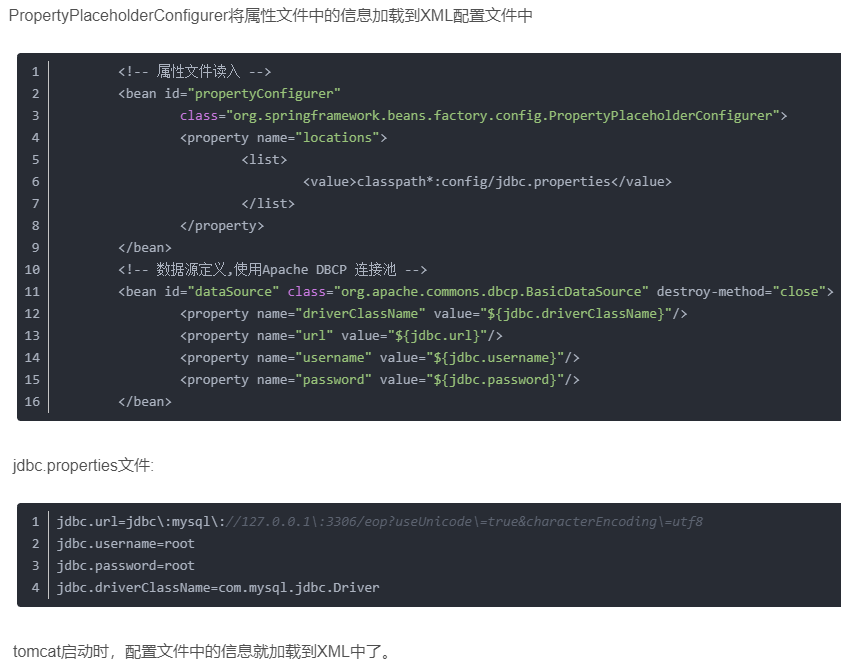 PropertyPlaceholderConfigurer将属性文件中的信息加载到XML配置文件中
1 <!-- 属性文件读入 -->
2 <bean id="propertyConfigurer"
3 class="org.springframework.beans.factory.config.PropertyPlaceholderConfigurer">
4 <property name="locations">
5 <list>
6 <value>classpath*:config/jdbc.properties</value>
7 </list>
8 </property>
9 </bean>
10 <!-- 数据源定义,使用Apache DBCP 连接池 -->
11 <bean id="dataSource" class="org.apache.commons.dbcp.BasicDataSource" destroy-method="close">
12 <property name="driverClassName" value="${jdbc.driverClassName}"/>
13 <property name="url" value="${jdbc.url}"/>
14 <property name="username" value="${jdbc.username}"/>
15 <property name="password" value="${jdbc.password}"/>
16 </bean>
jdbc.properties文件:
1 jdbc.url=jdbc\:mysql\://127.0.0.1\:3306/eop?useUnicode\=true&characterEncoding\=utf8
2 jdbc.username=root
3 jdbc.password=root
4 jdbc.driverClassName=com.mysql.jdbc.Driver
tomcat启动时，配置文件中的信息就加载到XML中了。